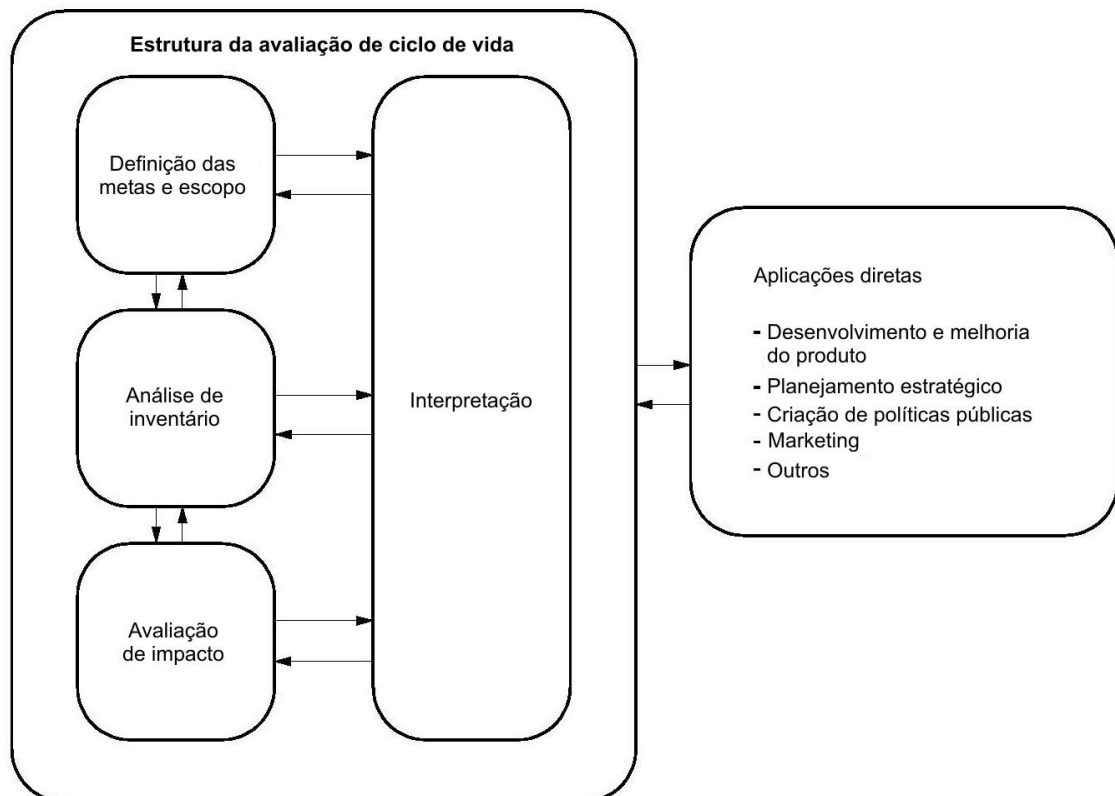 Estrutura da avaliação de ciclo de vida
Definição das
metas e escopo
Análise de
inventário
Avaliação
de impacto
Interpretação
Aplicações diretas
- Desenvolvimento e melhoria
do produto
- Planejamento estratégico
- Criação de políticas públicas
- Marketing
- Outros